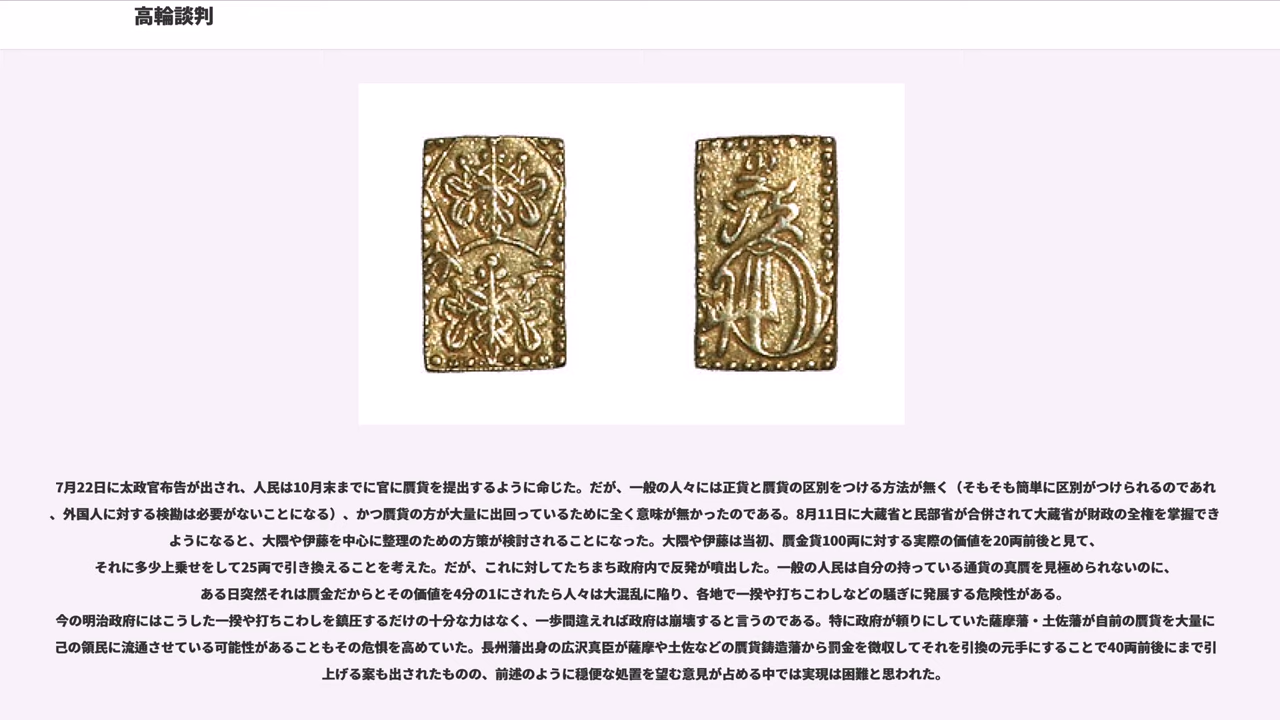 高輪談判
7月22日に太政官布告が出され、人民は10月末までに官に贋貨を提出するように命じた。だが、一般の人々には正貨と贋貨の区別をつける方法が無く（そもそも簡単に区別がつけられるのであれ
、外国人に対する検勘は必要がないことになる）、かつ贋貨の方が大量に出回っているために全く意味が無かったのである。8月11日に大蔵省と民部省が合併されて大蔵省が財政の全権を掌握でき
ようになると、大隈や伊藤を中心に整理のための方策が検討されることになった。大隈や伊藤は当初、贋金貨100両に対する実際の価値を20両前後と見て、
それに多少上乗せをして25両で引き換えることを考えた。だが、これに対してたちまち政府内で反発が噴出した。一般の人民は自分の持っている通貨の真贋を見極められないのに、
ある日突然それは贋金だからとその価値を4分の1にされたら人々は大混乱に陥り、各地で一揆や打ちこわしなどの騒ぎに発展する危険性がある。
今の明治政府にはこうした一揆や打ちこわしを鎮圧するだけの十分な力はなく、一歩間違えれば政府は崩壊すると言うのである。特に政府が頼りにしていた薩摩藩・土佐藩が自前の贋貨を大量に
己の領民に流通させている可能性があることもその危惧を高めていた。長州藩出身の広沢真臣が薩摩や土佐などの贋貨鋳造藩から罰金を徴収してそれを引換の元手にすることで40両前後にまで引
上げる案も出されたものの、前述のように穏便な処置を望む意見が占める中では実現は困難と思われた。